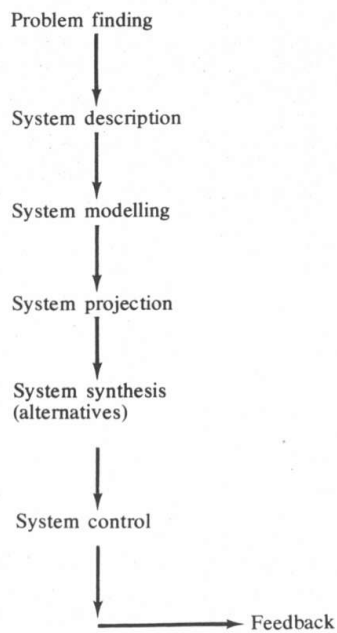 Problem finding
System description
System modelling
System projection
System synthesis
(alternatives)
System control
Feedback